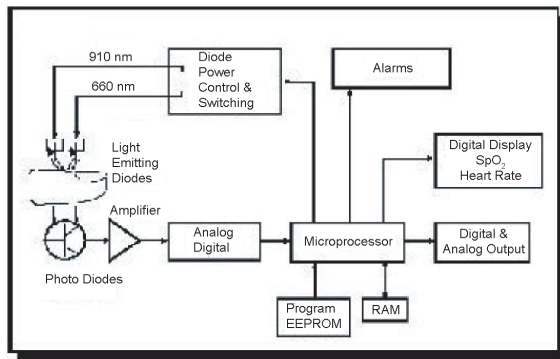 910 nm
660 nm
Diode
Power
Control &
Switching
Alarms
Light
Emitting
Diodes
Digital Display
SpO₂
Heart Rate
Amplifier
Analog
Digital
Microprocessor
Digital &
Analog Output
Photo Diodes
Program
EEPROM
RAM